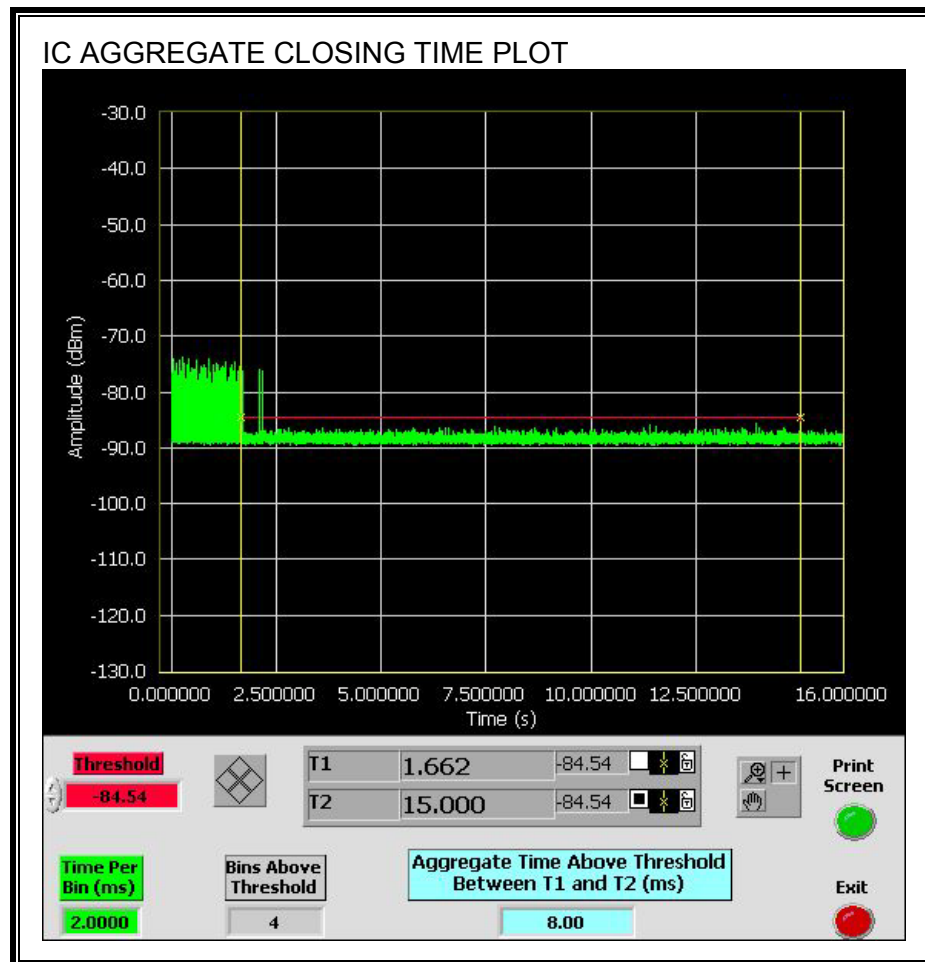 IC AGGREGATE CLOSING TIME PLOT
-30.0
-40.0
-50.0
-60.0
-70.0
-80.0
-90.0
-100.0
-110.0
-120.0
-130.0
Amplitude (dBm)
0.000000 2.500000 5.000000 7.500000 10.000000 12.500000 16.000000
Time (s)
Threshold
-84.54
T1 1.662 -84.54
T2 15.000 -84.54
Print
Screen
Time Per
Bin (ms)
2.0000
Bins Above
Threshold
4
Aggregate Time Above Threshold
Between T1 and T2 (ms)
8.00
Exit